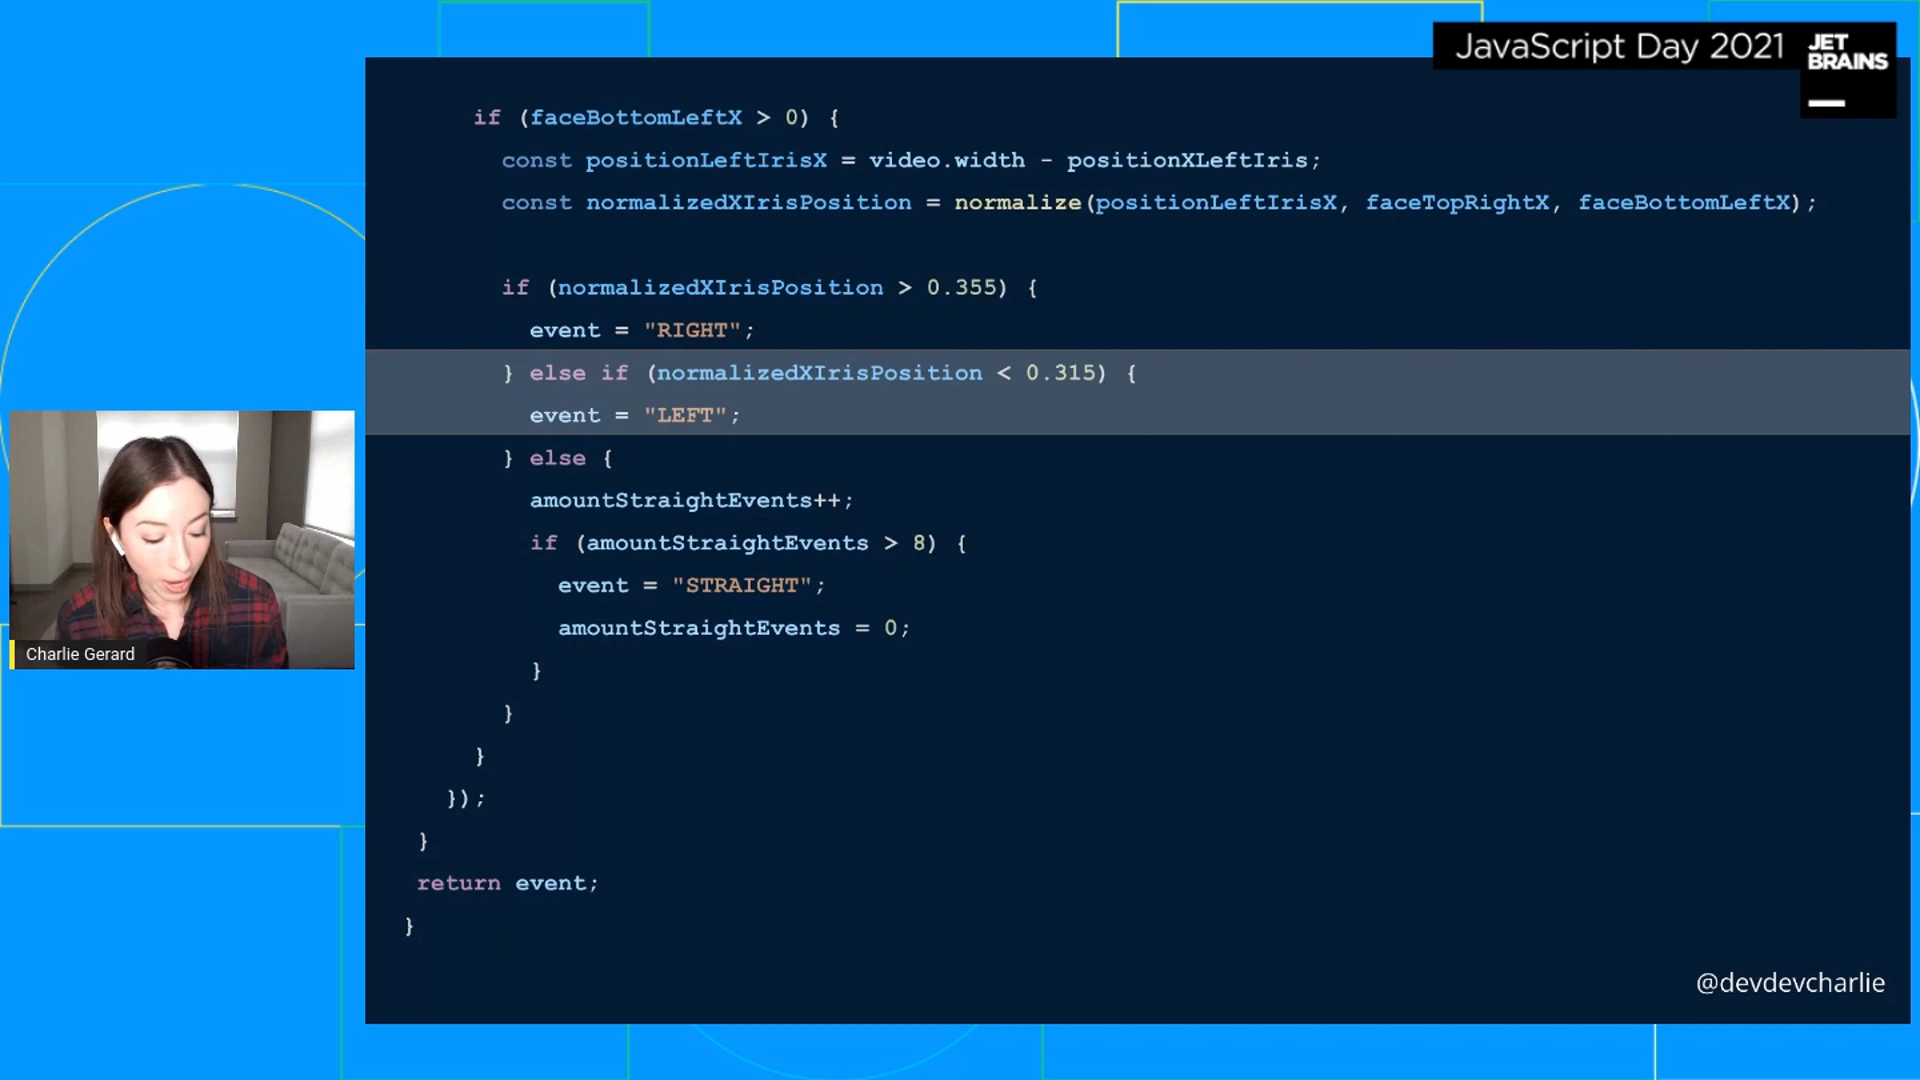 JavaScript Day 2021
JET
BRAINS
if (faceBottomLeftX > 0) {
const positionLeftIrisX = video.width - positionXLeftIris;
const normalizedXIrisPosition = normalize(positionLeftIrisX, faceTopRightX, faceBottomLeftX);
if (normalizedXIrisPosition > 0.355) {
event = "RIGHT";
} else if (normalizedXIrisPosition < 0.315) {
event = "LEFT";
} else {
amountStraightEvents++;
if (amountStraightEvents > 8) {
event = "STRAIGHT";
amountStraightEvents = 0;
}
}
}
});
}
return event;
}
Charlie Gerard
@devdevcharlie